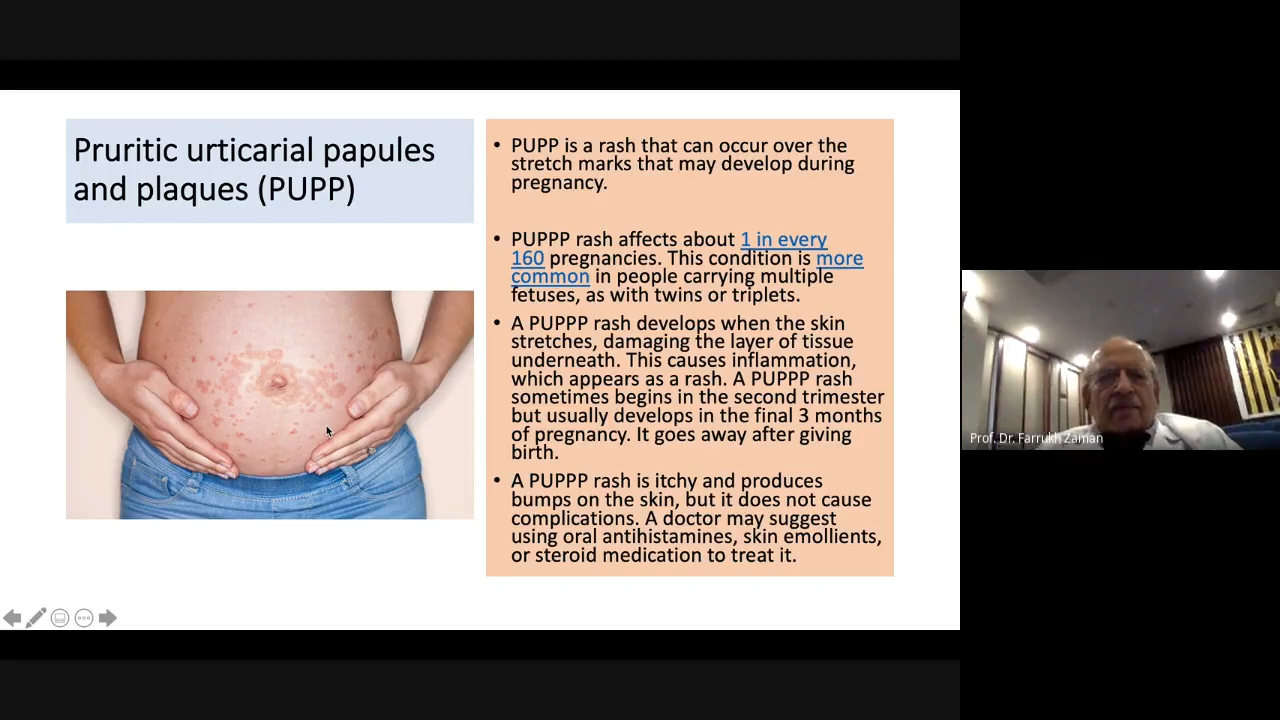 Pruritic urticarial papules
and plaques (PUPP)
• PUPP is a rash that can occur over the
stretch marks that may develop during
pregnancy.
• PUPPP rash affects about 1 in every
160 pregnancies. This condition is more
common in people carrying multiple
fetuses, as with twins or triplets.
• A PUPPP rash develops when the skin
stretches, damaging the layer of tissue
underneath. This causes inflammation,
which appears as a rash. A PUPPP rash
sometimes begins in the second trimester
but usually develops in the final 3 months
of pregnancy. It goes away after giving
birth.
• A PUPPP rash is itchy and produces
bumps on the skin, but it does not cause
complications. A doctor may suggest
using oral antihistamines, skin emollients,
or steroid medication to treat it.
Prof. Dr. Farrukh Zaman